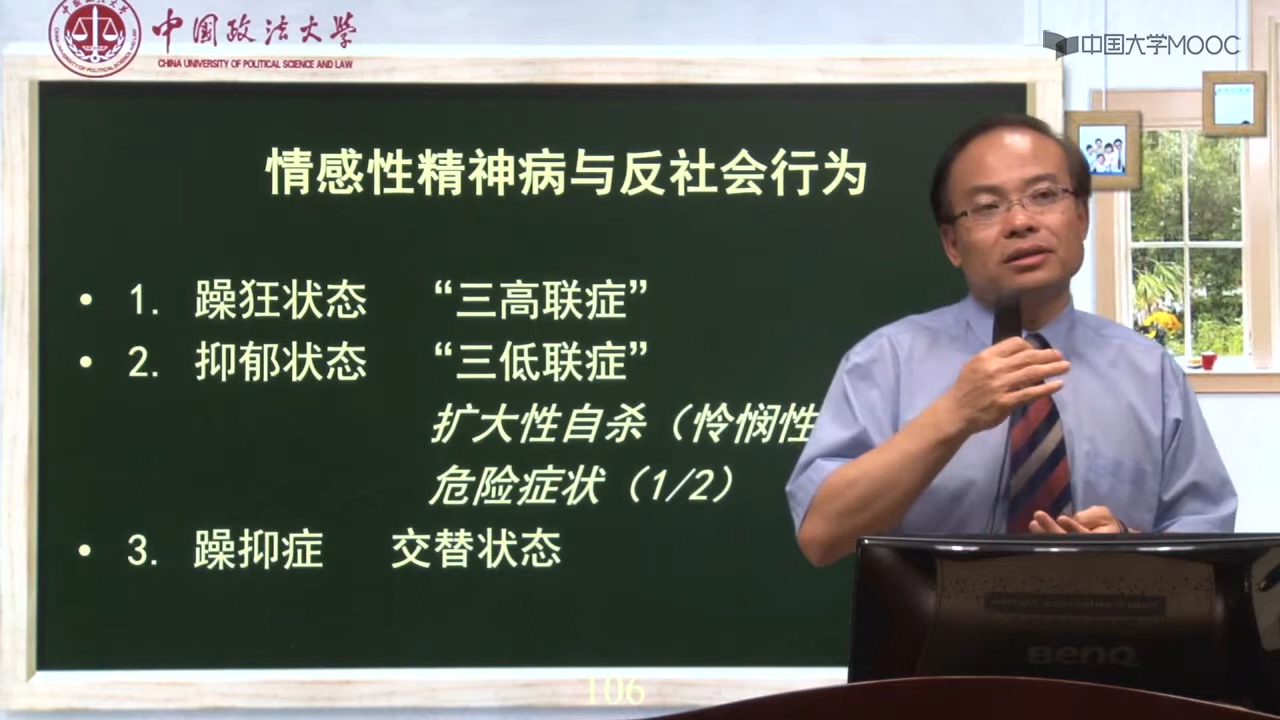 中国政法大学
CHINA UNIVERSITY OF POLITICAL SCIENCE AND LAW
中国大学MOOC
情感性精神病与反社会行为
• 1. 躁狂状态 “三高联症”
• 2. 抑郁状态 “三低联症”
扩大性自杀（怜悯性
危险症状（1/2）
• 3. 躁抑症 交替状态
106
BenQ